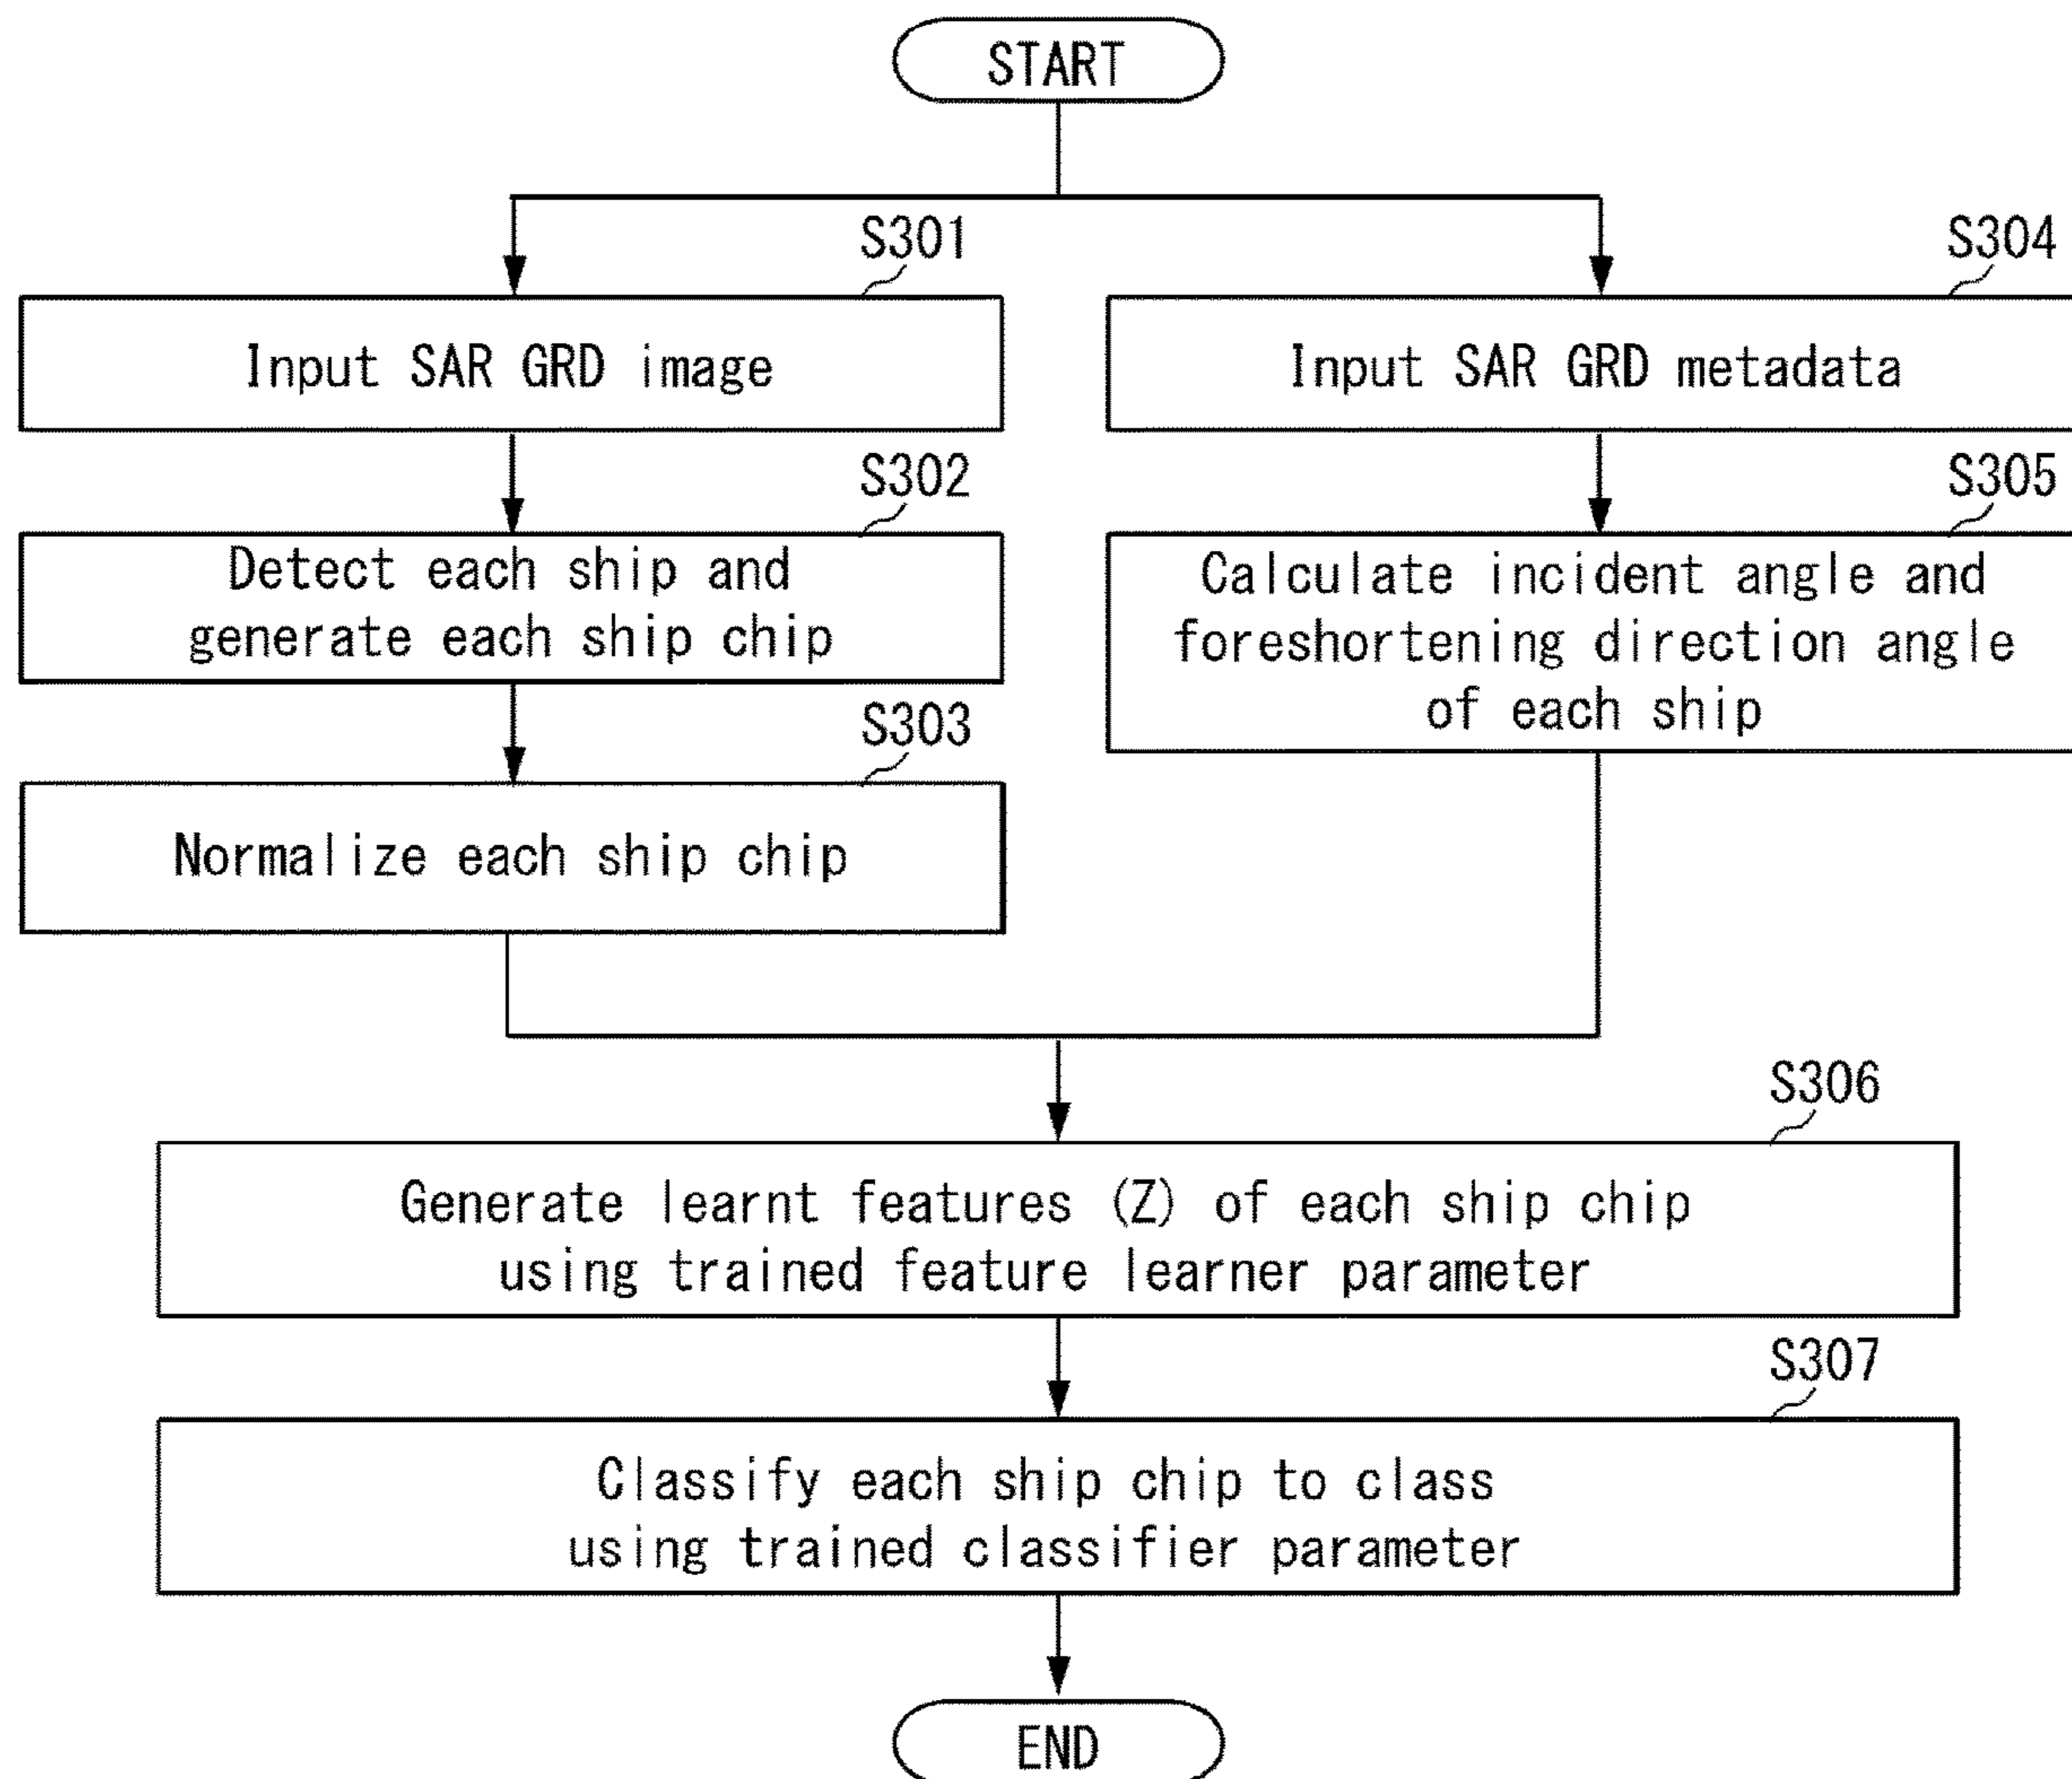 START
S301
Input SAR GRD image
S302
Detect each ship and
generate each ship chip
S303
Normalize each ship chip
S304
Input SAR GRD metadata
S305
Calculate incident angle and
foreshortening direction angle
of each ship
S306
Generate learnt features (Z) of each ship chip
using trained feature learner parameter
S307
Classify each ship chip to class
using trained classifier parameter
END